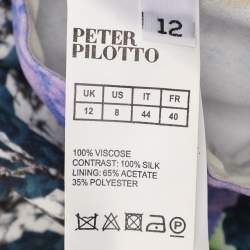 12
PETER
PILOTTO
UK US IT FR
12 8 44 40
100% VISCOSE
CONTRAST: 100% SILK
LINING: 65% ACETATE
35% POLYESTER
P